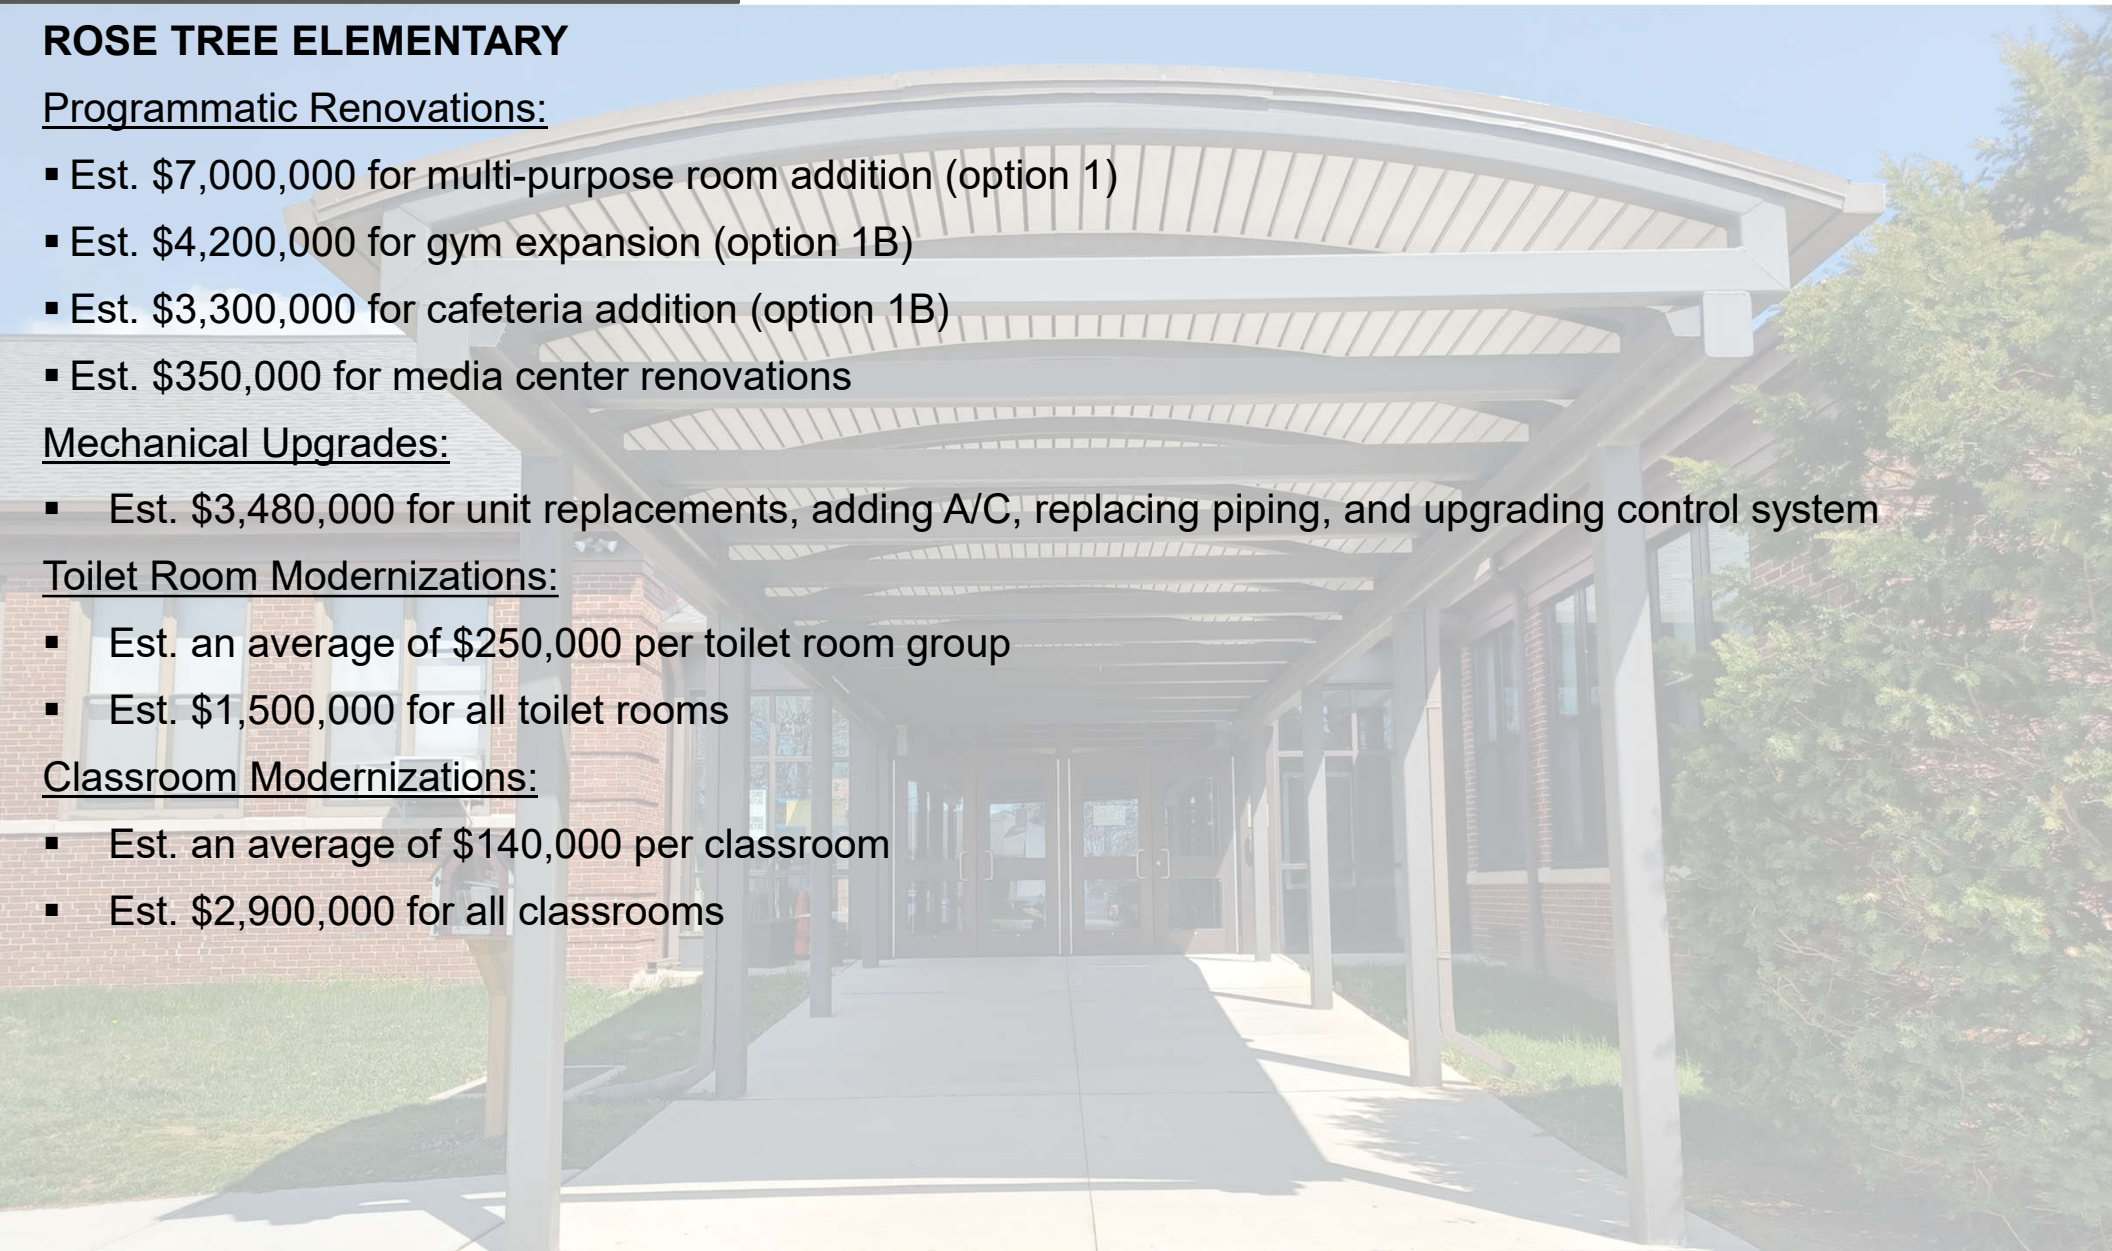 ROSE TREE ELEMENTARY
Programmatic Renovations:
▪ Est. $7,000,000 for multi-purpose room addition (option 1)
▪ Est. $4,200,000 for gym expansion (option 1B)
▪ Est. $3,300,000 for cafeteria addition (option 1B)
▪ Est. $350,000 for media center renovations
Mechanical Upgrades:
▪ Est. $3,480,000 for unit replacements, adding A/C, replacing piping, and upgrading control system
Toilet Room Modernizations:
▪ Est. an average of $250,000 per toilet room group
▪ Est. $1,500,000 for all toilet rooms
Classroom Modernizations:
▪ Est. an average of $140,000 per classroom
▪ Est. $2,900,000 for all classrooms